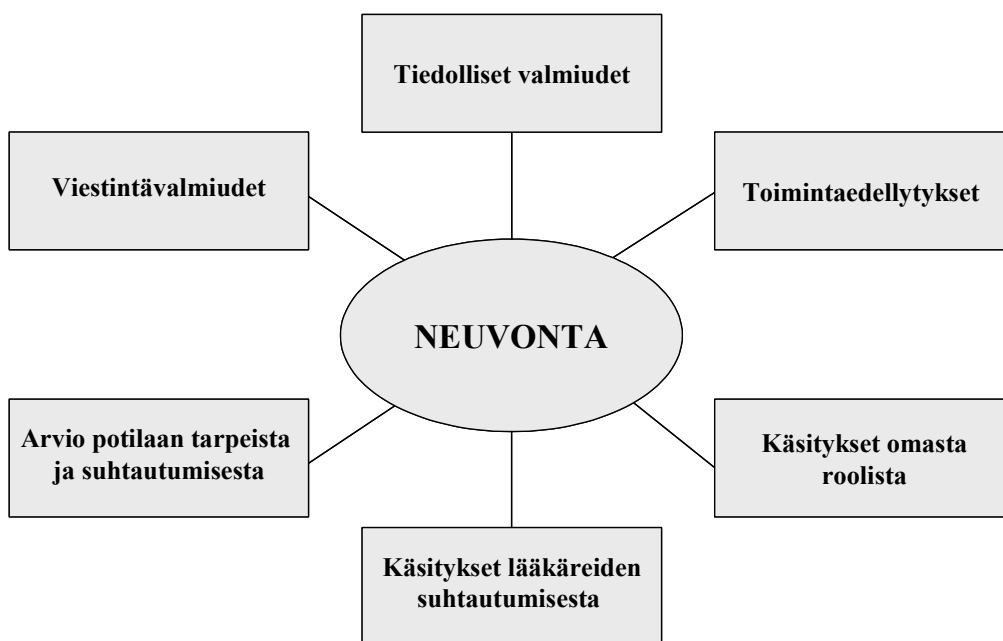 Tiedolliset valmiudet
Viestintävalmiudet
Toimintaedellytykset
NEUVONTA
Arvio potilaan tarpeista
ja suhtautumisesta
Käsitykset omasta
roolista
Käsitykset lääkäreiden
suhtautumisesta